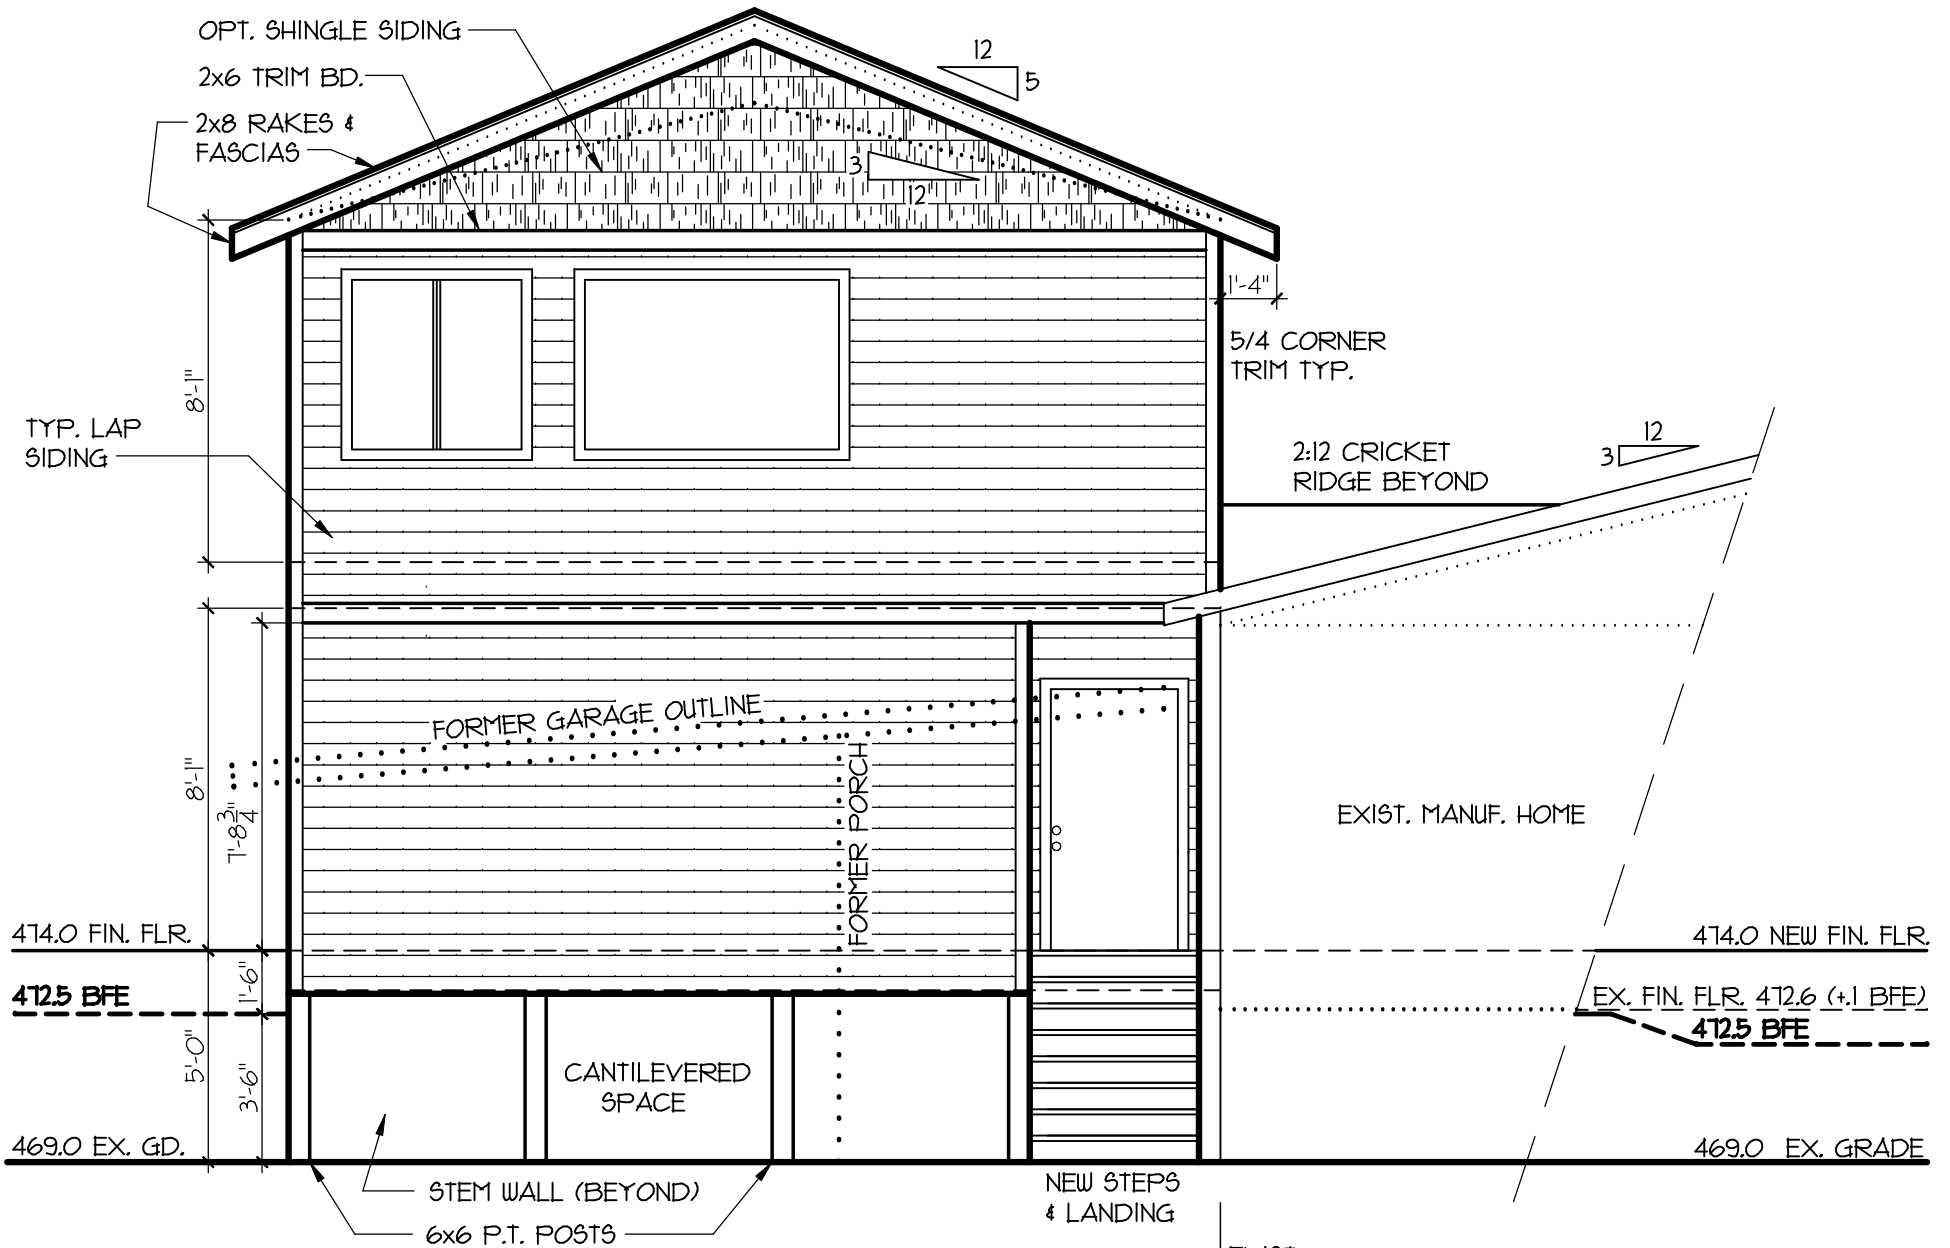 OPT. SHINGLE SIDING
2x6 TRIM BD.
2x8 RAKES &
FASCIAS
12
5
3
12
1'-4"
5/4 CORNER
TRIM TYP.
8'-1"
TYP. LAP
SIDING
2:12 CRICKET
RIDGE BEYOND
12
3
FORMER GARAGE OUTLINE
FORMER PORCH
8'-1"
7'-8 3/4"
EXIST. MANUF. HOME
474.0 FIN. FLR.
474.0 NEW FIN. FLR.
472.5 BFE
1'-6"
EX. FIN. FLR. 472.6 (+.1 BFE)
472.5 BFE
5'-0"
3'-6"
CANTILEVERED
SPACE
469.0 EX. GD.
469.0 EX. GRADE
STEM WALL (BEYOND)
6x6 P.T. POSTS
NEW STEPS
& LANDING